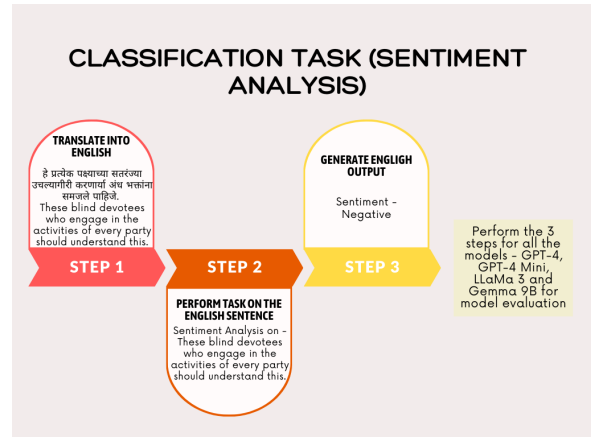 CLASSIFICATION TASK (SENTIMENT
ANALYSIS)
TRANSLATE INTO
ENGLISH
हे प्रत्येक पक्ष्याच्या सतरंज्या
उचल्यागीरी करणार्या अंध भक्तांना
समजले पाहिजे.
These blind devotees
who engage in the
activities of every party
should understand this.
STEP 1
STEP 2
PERFORM TASK ON THE
ENGLISH SENTENCE
Sentiment Analysis on -
These blind devotees
who engage in the
activities of every party
should understand this.
GENERATE ENGLIGH
OUTPUT
Sentiment -
Negative
STEP 3
Perform the 3
steps for all the
models - GPT-4,
GPT-4 Mini,
LLaMa 3 and
Gemma 9B for
model evaluation